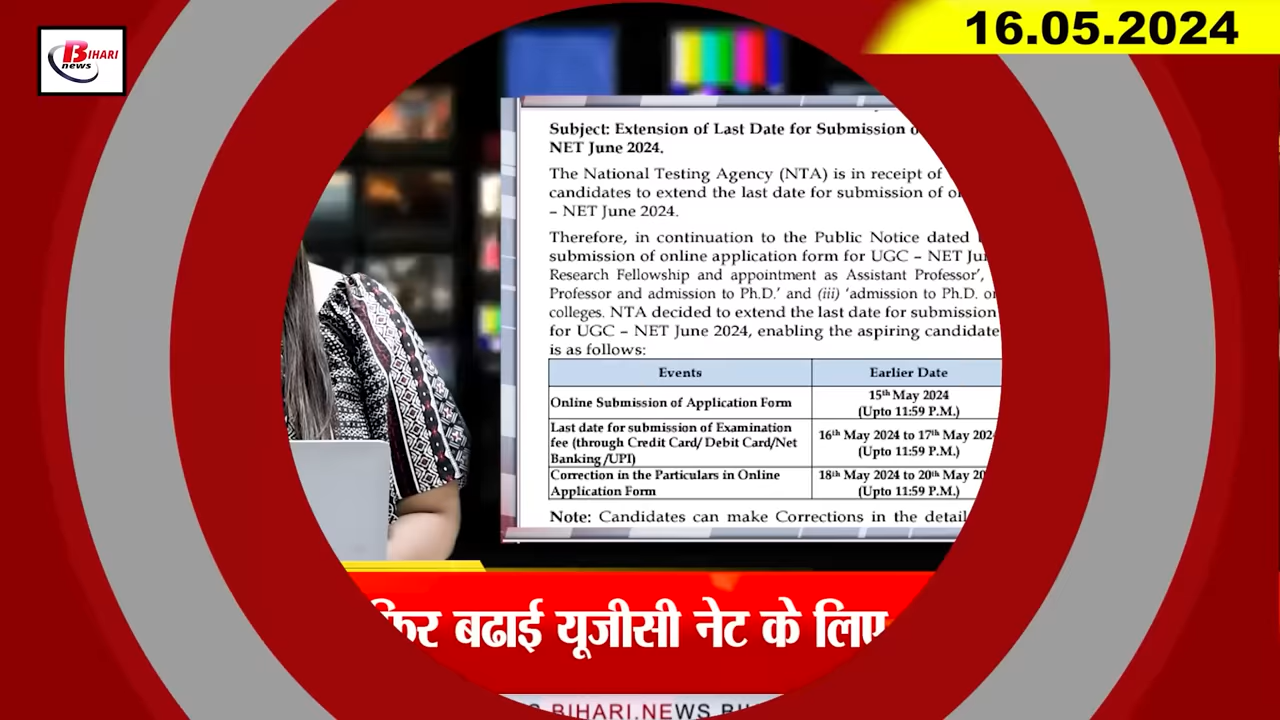 BIHARI
news
16.05.2024
Subject: Extension of Last Date for Submission
NET June 2024.
The National Testing Agency (NTA) is in receipt of
candidates to extend the last date for submission of
– NET June 2024.
Therefore, in continuation to the Public Notice dated
submission of online application form for UGC – NET
Research Fellowship and appointment as Assistant Professor',
Professor and admission to Ph.D.' and (iii) 'admission to Ph.D.
colleges. NTA decided to extend the last date for submission
for UGC – NET June 2024, enabling the aspiring
is as follows:
Events Earlier Date
Online Submission of Application Form 15th May 2024
(Upto 11:59 P.M.)
Last date for submission of Examination
fee (through Credit Card/ Debit Card/Net
Banking /UPI) 16th May 2024 to 17th May 2024
(Upto 11:59 P.M.)
Correction in the Particulars in Online
Application Form 18th May 2024 to 20th May
(Upto 11:59 P.M.)
Note: Candidates can make Corrections in the
फिर बढाई यूजीसी नेट के लिए
BIHARI.NEWS